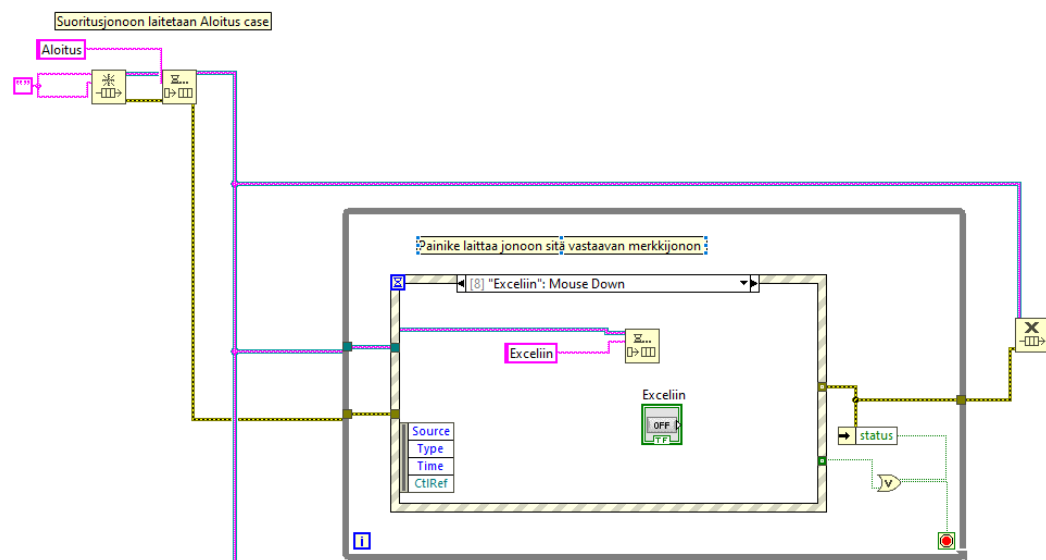 Suoritusjonoon laitetaan Aloitus case
Aloitus
""
Painike laittaa jonoon sitä vastaavan merkkijonon
[8] "Exceliin": Mouse Down
Exceliin
Exceliin
OFF
TF
Source
Type
Time
CtlRef
status
V
i